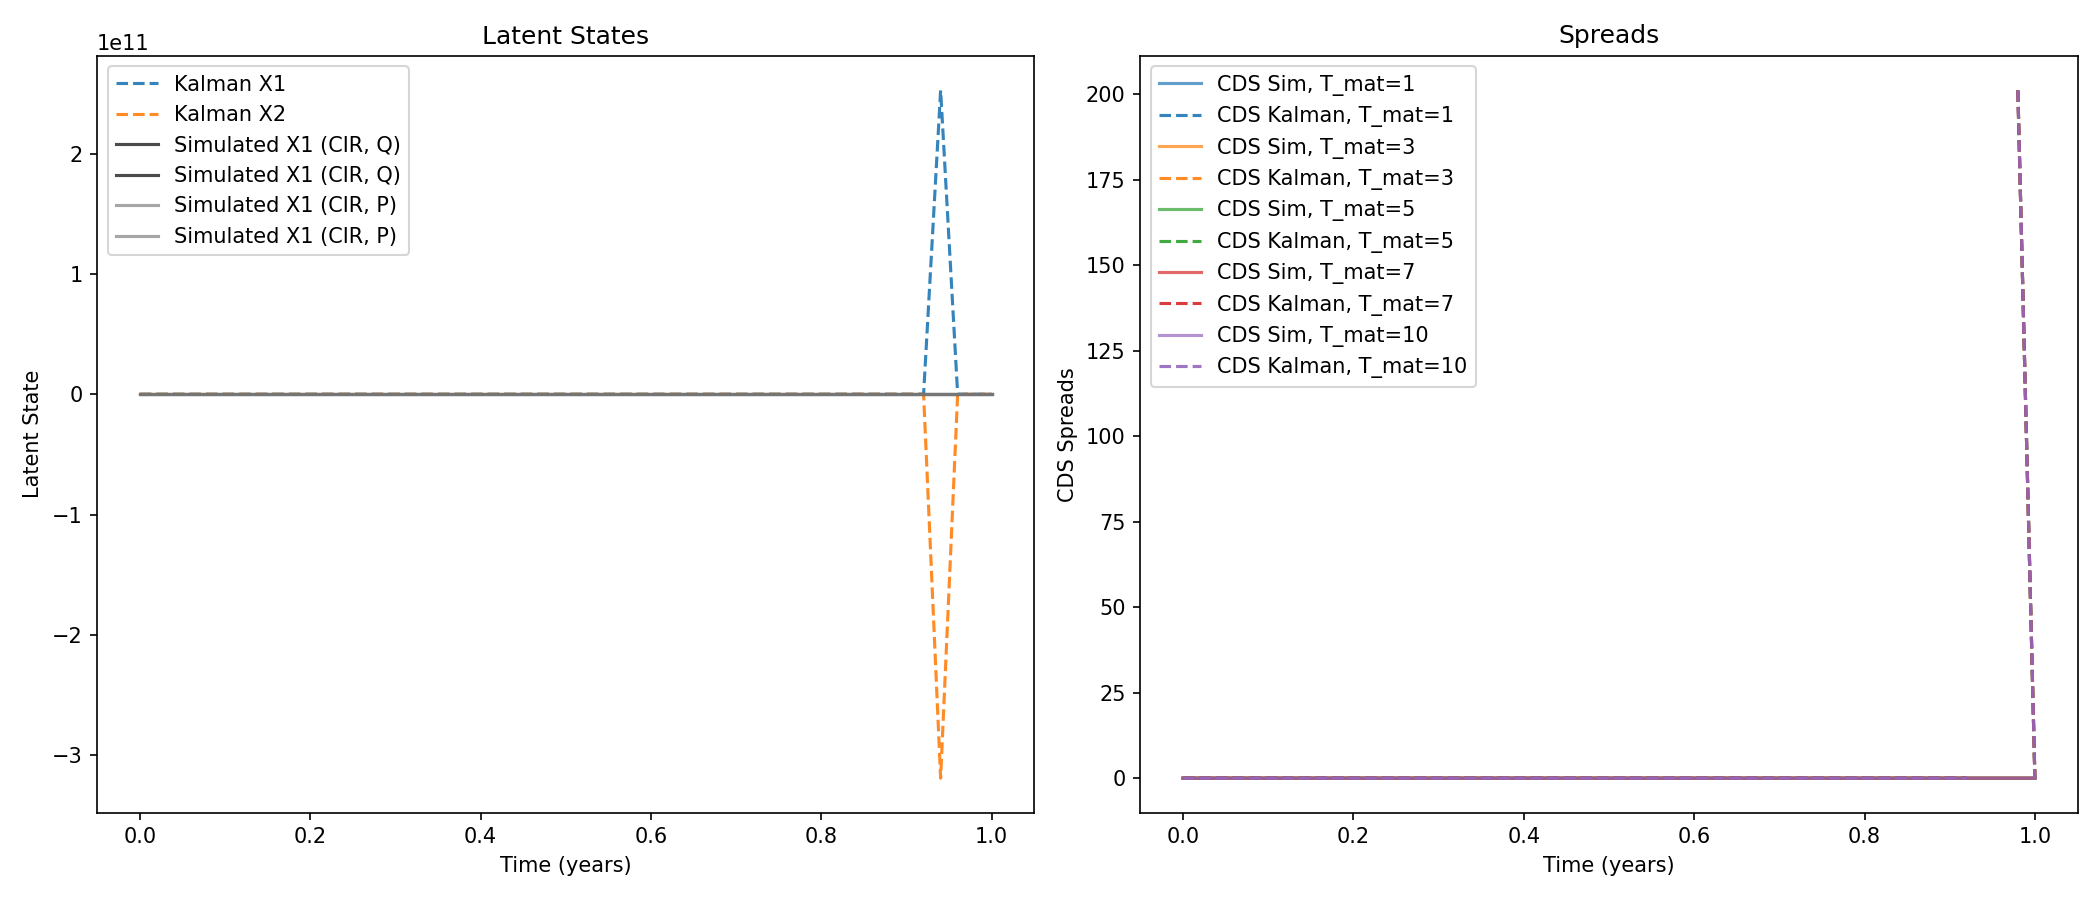 Latent States
1e11
Kalman X1
Kalman X2
Simulated X1 (CIR, Q)
Simulated X1 (CIR, Q)
Simulated X1 (CIR, P)
Simulated X1 (CIR, P)
2
1
0
−1
−2
−3
Latent State
0.0 0.2 0.4 0.6 0.8 1.0
Time (years)
Spreads
CDS Sim, T_mat=1
CDS Kalman, T_mat=1
CDS Sim, T_mat=3
CDS Kalman, T_mat=3
CDS Sim, T_mat=5
CDS Kalman, T_mat=5
CDS Sim, T_mat=7
CDS Kalman, T_mat=7
CDS Sim, T_mat=10
CDS Kalman, T_mat=10
200
175
150
125
100
75
50
25
0
CDS Spreads
0.0 0.2 0.4 0.6 0.8 1.0
Time (years)